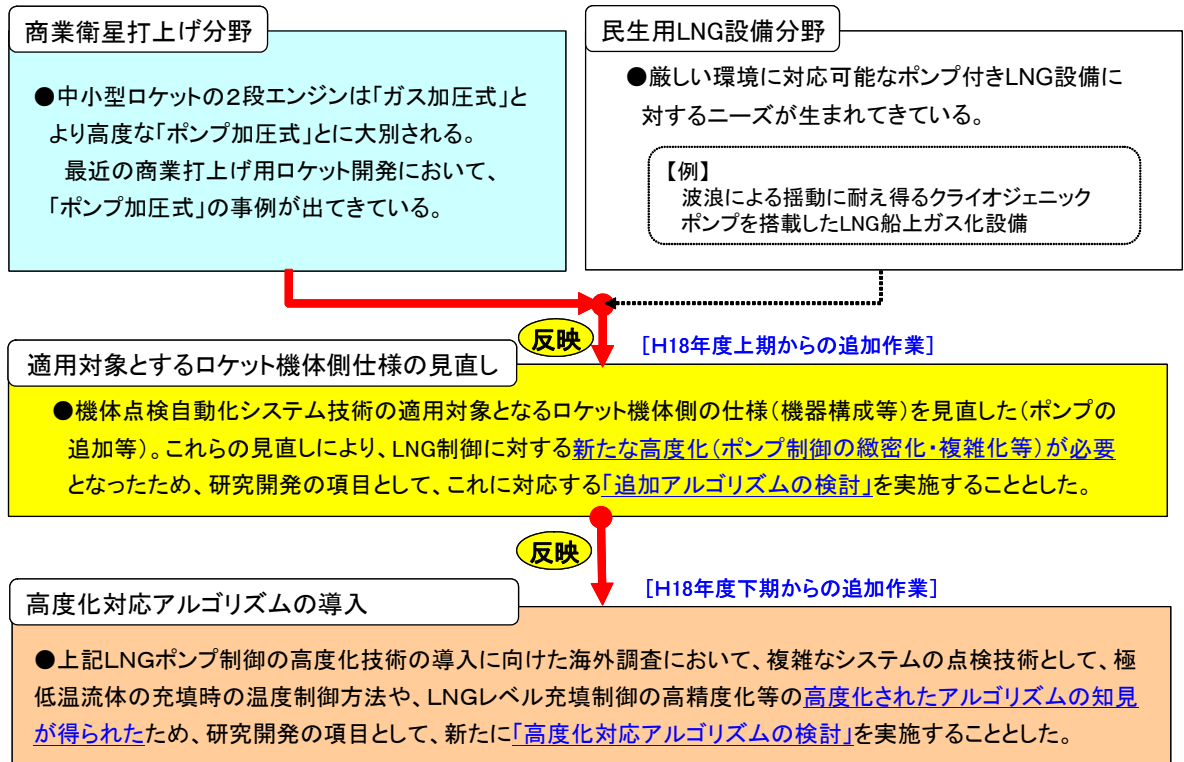 商業衛星打上げ分野
●中小型ロケットの２段エンジンは「ガス加圧式」と
より高度な「ポンプ加圧式」とに大別される。
最近の商業打上げ用ロケット開発において、
「ポンプ加圧式」の事例が出てきている。
民生用LNG設備分野
●厳しい環境に対応可能なポンプ付きLNG設備に
対するニーズが生まれてきている。
【例】
波浪による揺動に耐え得るクライオジェニック
ポンプを搭載したLNG船上ガス化設備
反映
［H18年度上期からの追加作業］
適用対象とするロケット機体側仕様の見直し
●機体点検自動化システム技術の適用対象となるロケット機体側の仕様（機器構成等）を見直した（ポンプの
追加等）。これらの見直しにより、LNG制御に対する新たな高度化（ポンプ制御の緻密化・複雑化等）が必要
となったため、研究開発の項目として、これに対応する「追加アルゴリズムの検討」を実施することとした。
反映
［H18年度下期からの追加作業］
高度化対応アルゴリズムの導入
●上記LNGポンプ制御の高度化技術の導入に向けた海外調査において、複雑なシステムの点検技術として、極
低温流体の充填時の温度制御方法や、LNGレベル充填制御の高精度化等の高度化されたアルゴリズムの知見
が得られたため、研究開発の項目として、新たに「高度化対応アルゴリズムの検討」を実施することとした。